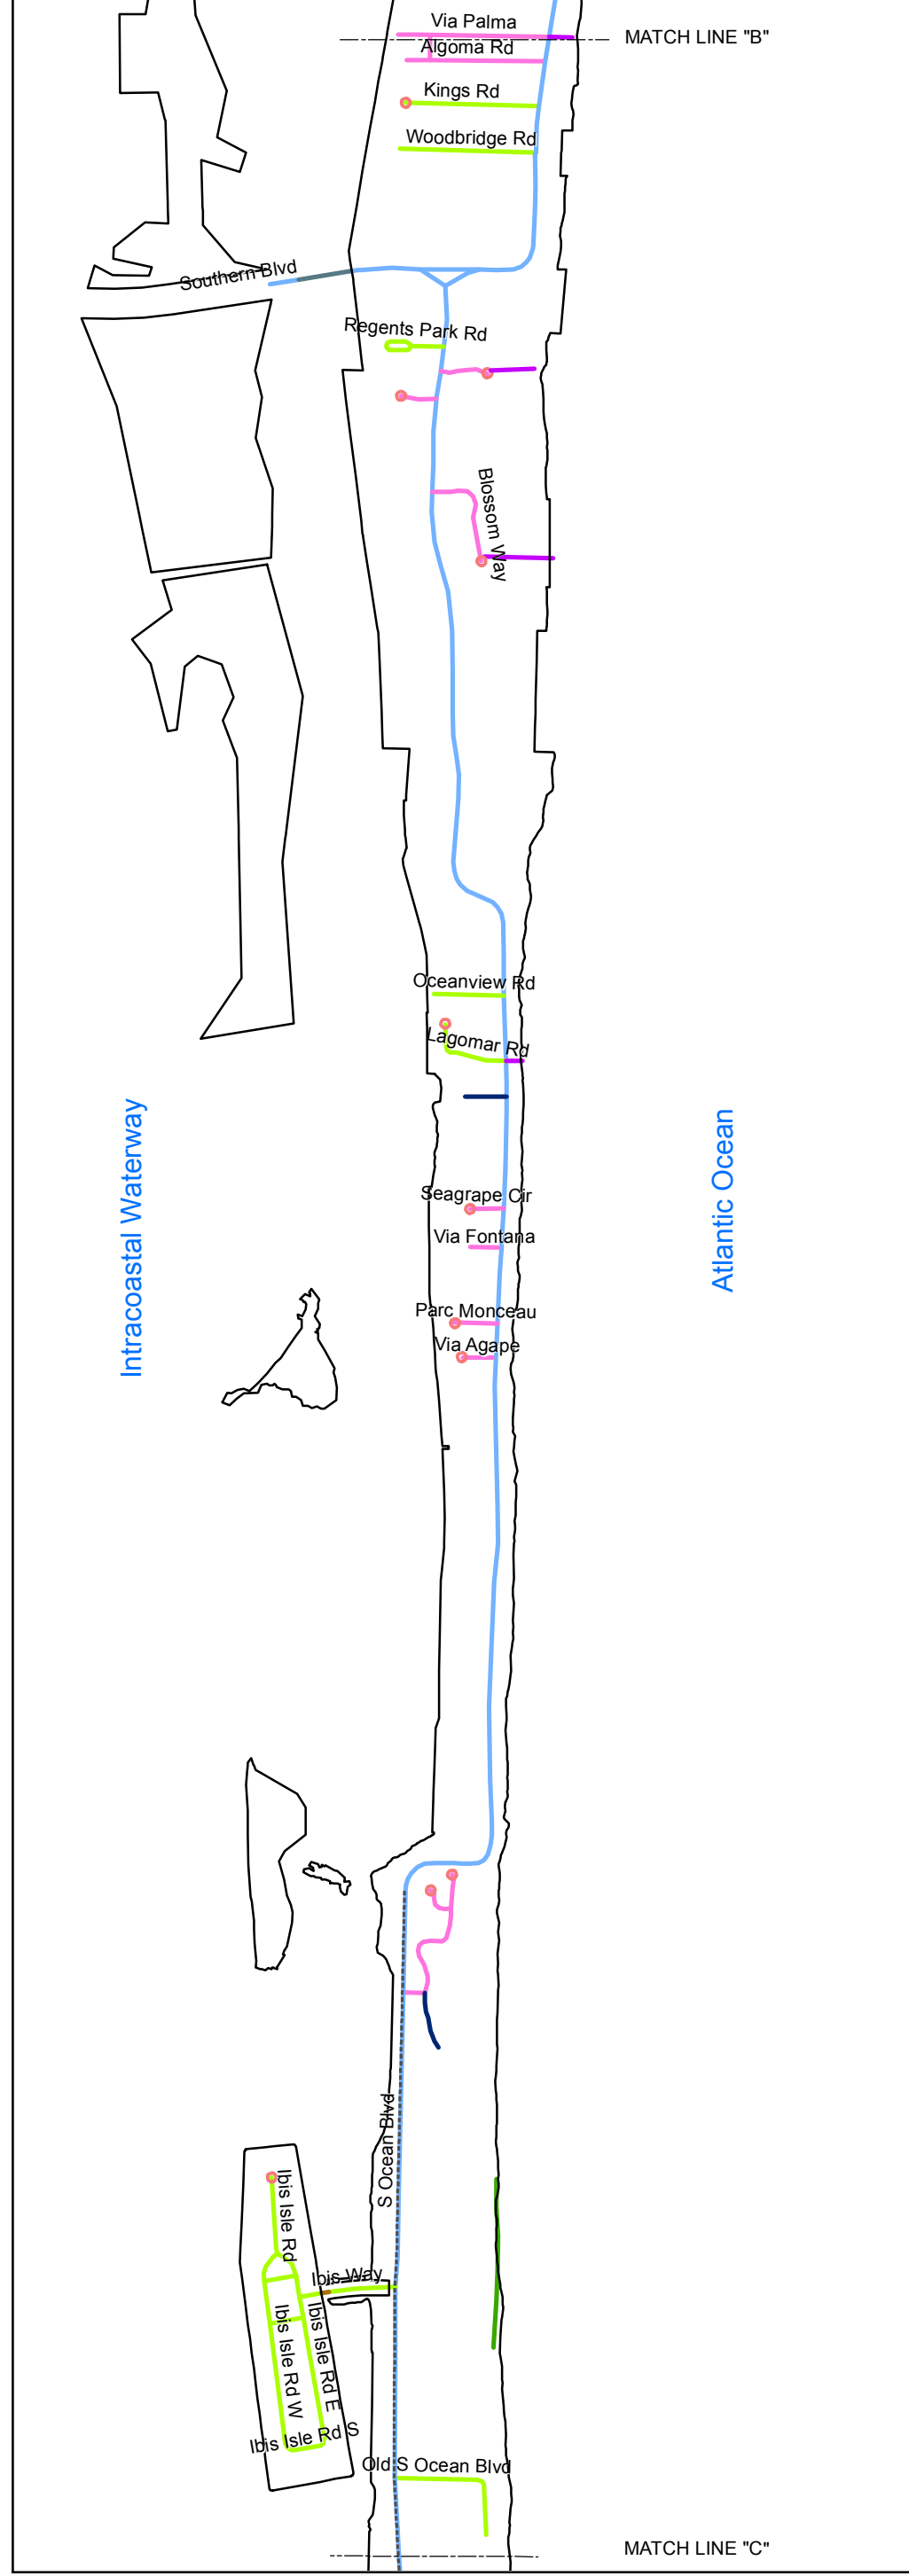 Via Palma
MATCH LINE "B"
Algoma Rd
Kings Rd
Woodbridge Rd
Southern Blvd
Regents Park Rd
Blossom Way
Oceanview Rd
Lagomar Rd
Intracoastal Waterway
Atlantic Ocean
Seagrape Cir
Via Fontana
Parc Monceau
Via Agape
S Ocean Blvd
Ibis Isle Rd
Ibis Way
Ibis Isle Rd W
Ibis Isle Rd E
Ibis Isle Rd S
Old S Ocean Blvd
MATCH LINE "C"